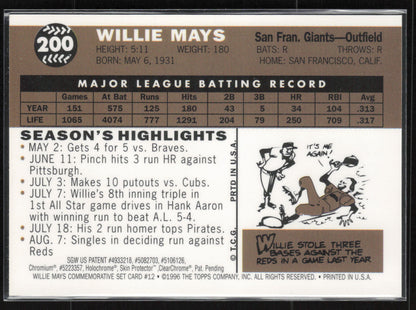 200
WILLIE MAYS
HEIGHT: 5:11 WEIGHT: 180
BORN: MAY 6, 1931
San Fran. Giants—Outfield
BATS: R THROWS: R
HOME: SAN FRANCISCO, CALIF.
MAJOR LEAGUE BATTING RECORD
Games At Bat Runs Hits 2B 3B HR RBI Avg
YEAR 151 575 125 180 43 5 34 104 .313
LIFE 1065 4074 777 1291 204 79 250 709 .317
SEASON'S HIGHLIGHTS
• MAY 2: Gets 4 for 5 vs. Braves.
• JUNE 11: Pinch hits 3 run HR against
Pittsburgh.
• JULY 3: Makes 10 putouts vs. Cubs.
• JULY 7: Willie's 8th inning triple in
1st All Star game drives in Hank Aaron
with winning run to beat A.L. 5-4.
• JULY 18: His 2 run homer tops Pirates.
• AUG. 7: Singles in deciding run against
Reds
© T.C.G. PRTD IN U.S.A.
IT'S ME
AGAIN!
WILLIE STOLE THREE
BASES AGAINST THE
REDS IN A GAME LAST YEAR
SGW US PATENT #4933218, #5082703, #5106126,
Chromium®, #5223357, Holochrome®, Skin Protector™, ClearChrome®, Pat. Pending
WILLIE MAYS COMMEMORATIVE SET CARD #12 • ©1996 THE TOPPS COMPANY, INC. ALL RIGHTS RESERVED. • PRINTED IN U.S.A.